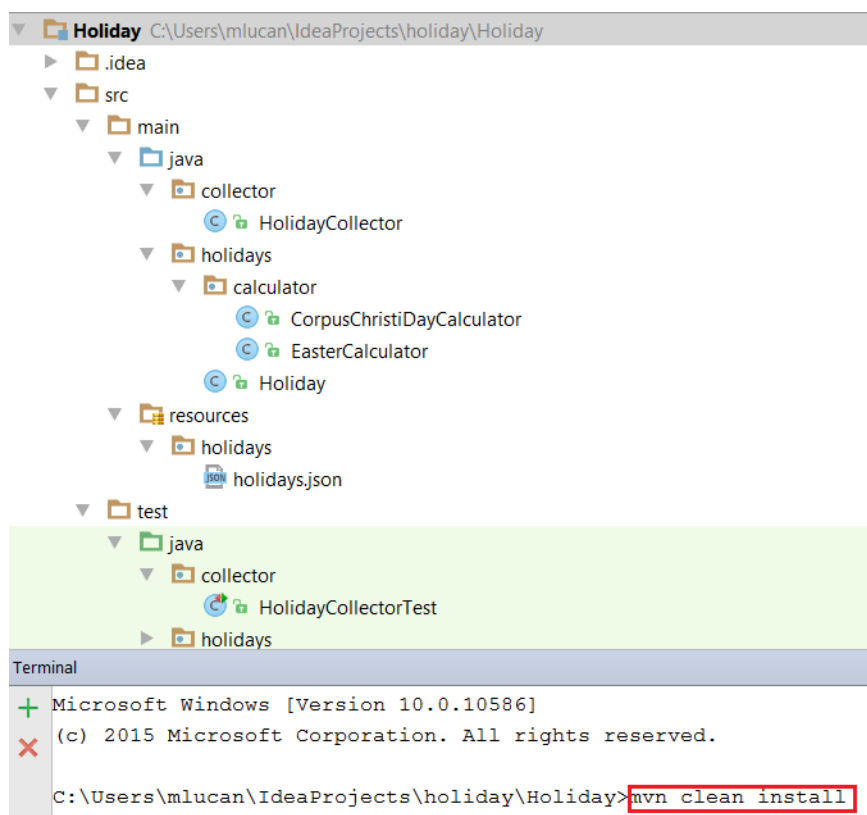 Holiday C:\Users\mlucan\IdeaProjects\holiday\Holiday
.idea
src
main
java
collector
C HolidayCollector
holidays
calculator
C CorpusChristiDayCalculator
C EasterCalculator
C Holiday
resources
holidays
JSON holidays.json
test
java
collector
C HolidayCollectorTest
holidays
Terminal
Microsoft Windows [Version 10.0.10586]
(c) 2015 Microsoft Corporation. All rights reserved.
C:\Users\mlucan\IdeaProjects\holiday\Holiday>mvn clean install